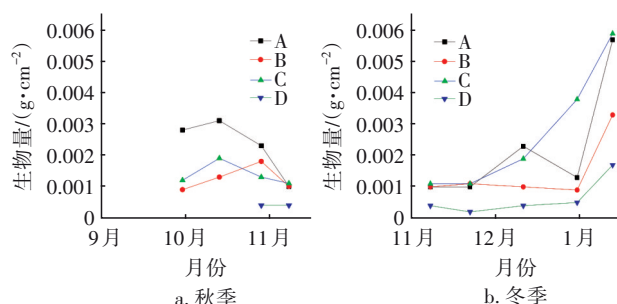 0.006
0.005
0.004
0.003
0.002
0.001
0
生物量/(g·cm⁻²)
A
B
C
D
9月
10月
11月
月份
a. 秋季
0.006
0.005
0.004
0.003
0.002
0.001
0
生物量/(g·cm⁻²)
A
B
C
D
11月
12月
1月
月份
b. 冬季